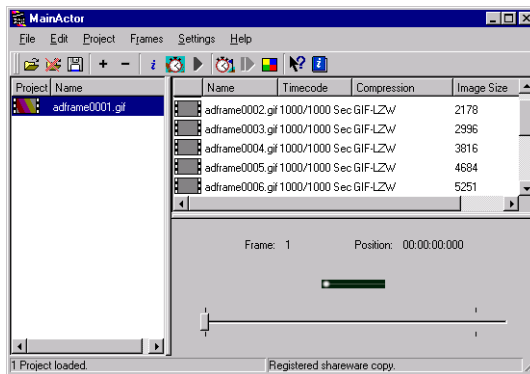 MainActor
File Edit Project Frames Settings Help
Project Name
adframe0001.gif
Name Timecode Compression Image Size
adframe0002.gif 1000/1000 Sec GIF-LZW 2178
adframe0003.gif 1000/1000 Sec GIF-LZW 2996
adframe0004.gif 1000/1000 Sec GIF-LZW 3816
adframe0005.gif 1000/1000 Sec GIF-LZW 4684
adframe0006.gif 1000/1000 Sec GIF-LZW 5251
Frame: 1 Position: 00:00:00:000
1 Project loaded. Registered shareware copy.